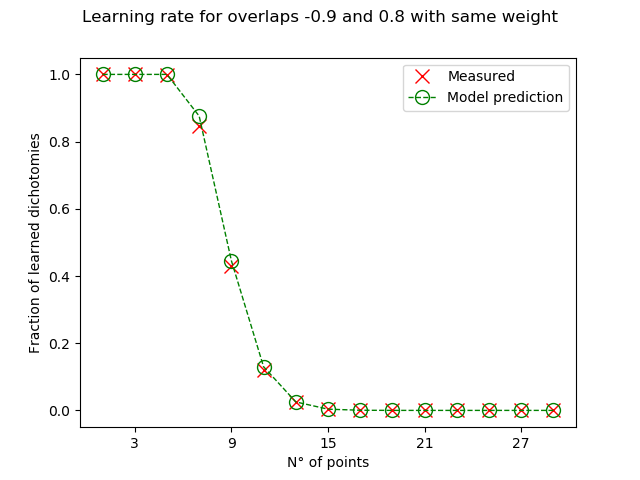 Learning rate for overlaps -0.9 and 0.8 with same weight
Measured
Model prediction
1.0
0.8
0.6
0.4
0.2
0.0
Fraction of learned dichotomies
3 9 15 21 27
N° of points